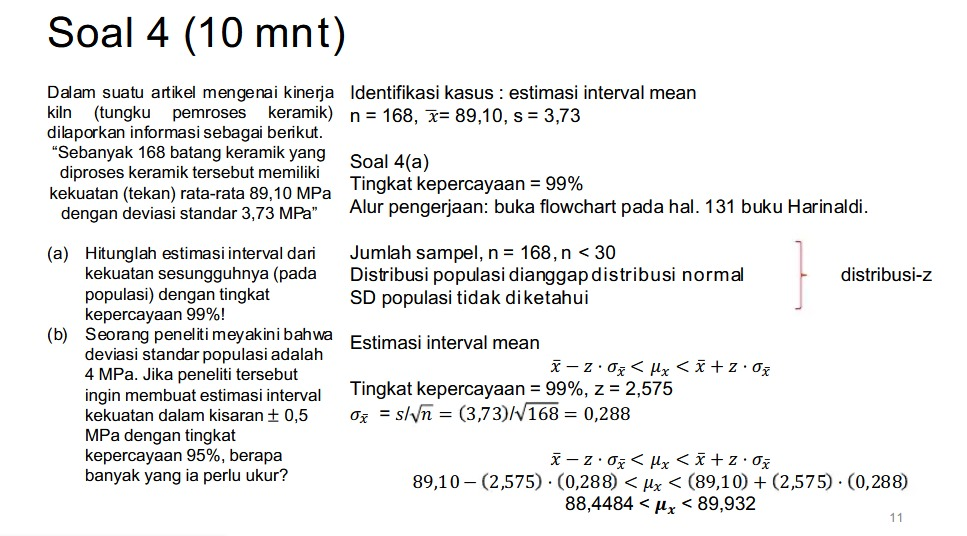 Soal 4 (10 mnt)
Dalam suatu artikel mengenai kinerja
kiln (tungku pemroses keramik)
dilaporkan informasi sebagai berikut.
“Sebanyak 168 batang keramik yang
diproses keramik tersebut memiliki
kekuatan (tekan) rata-rata 89,10 MPa
dengan deviasi standar 3,73 MPa”
(a) Hitunglah estimasi interval dari
kekuatan sesungguhnya (pada
populasi) dengan tingkat
kepercayaan 99%!
(b) Seorang peneliti meyakini bahwa
deviasi standar populasi adalah
4 MPa. Jika peneliti tersebut
ingin membuat estimasi interval
kekuatan dalam kisaran ± 0,5
MPa dengan tingkat
kepercayaan 95%, berapa
banyak yang ia perlu ukur?
Identifikasi kasus : estimasi interval mean
n = 168, x̅= 89,10, s = 3,73
Soal 4(a)
Tingkat kepercayaan = 99%
Alur pengerjaan: buka flowchart pada hal. 131 buku Harinaldi.
Jumlah sampel, n = 168, n < 30
Distribusi populasi dianggap distribusi normal
SD populasi tidak diketahui
distribusi-z
Estimasi interval mean
x̅ − z · σx̅ < μx < x̅ + z · σx̅
Tingkat kepercayaan = 99%, z = 2,575
σx̅ = s/√n = (3,73)/√168 = 0,288
x̅ − z · σx̅ < μx < x̅ + z · σx̅
89,10 − (2,575) · (0,288) < μx < (89,10) + (2,575) · (0,288)
88,4484 < μx < 89,932
11